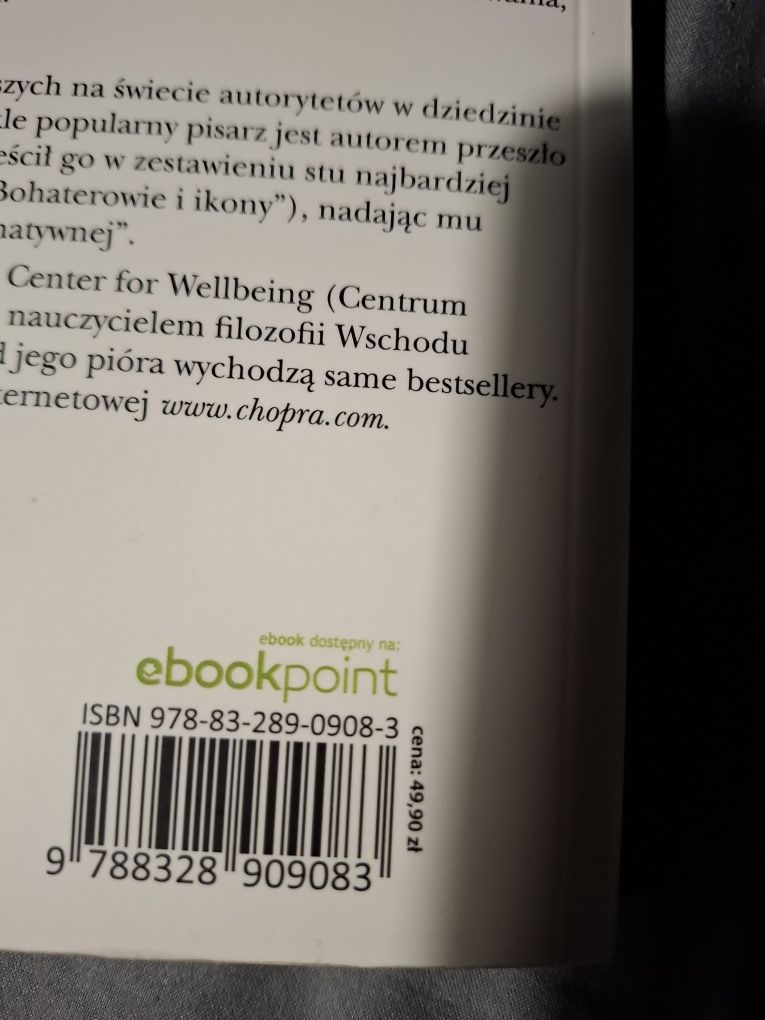 szych na świecie autorytetów w dziedzinie
kle popularny pisarz jest autorem przeszło
eścił go w zestawieniu stu najbardziej
Bohaterowie i ikony”), nadając mu
natywnej”.
Center for Wellbeing (Centrum
nauczycielem filozofii Wschodu
d jego pióra wychodzą same bestsellery.
ternetowej www.chopra.com.
ebook dostępny na:
ebookpoint
ISBN 978-83-289-0908-3
cena: 49,90 zł
9 788328 909083